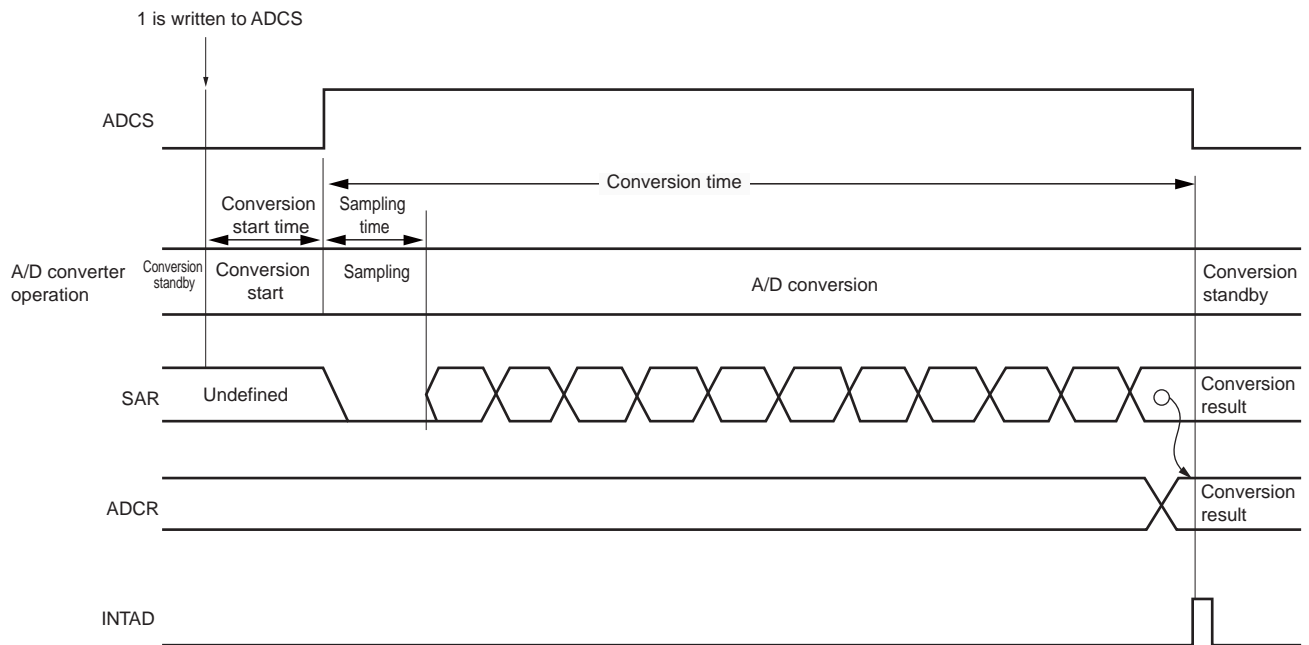 1 is written to ADCS
ADCS
Conversion time
Conversion
start time
Sampling
time
A/D converter
operation
Conversion
standby
Conversion
start
Sampling
A/D conversion
Conversion
standby
SAR
Undefined
Conversion
result
ADCR
Conversion
result
INTAD